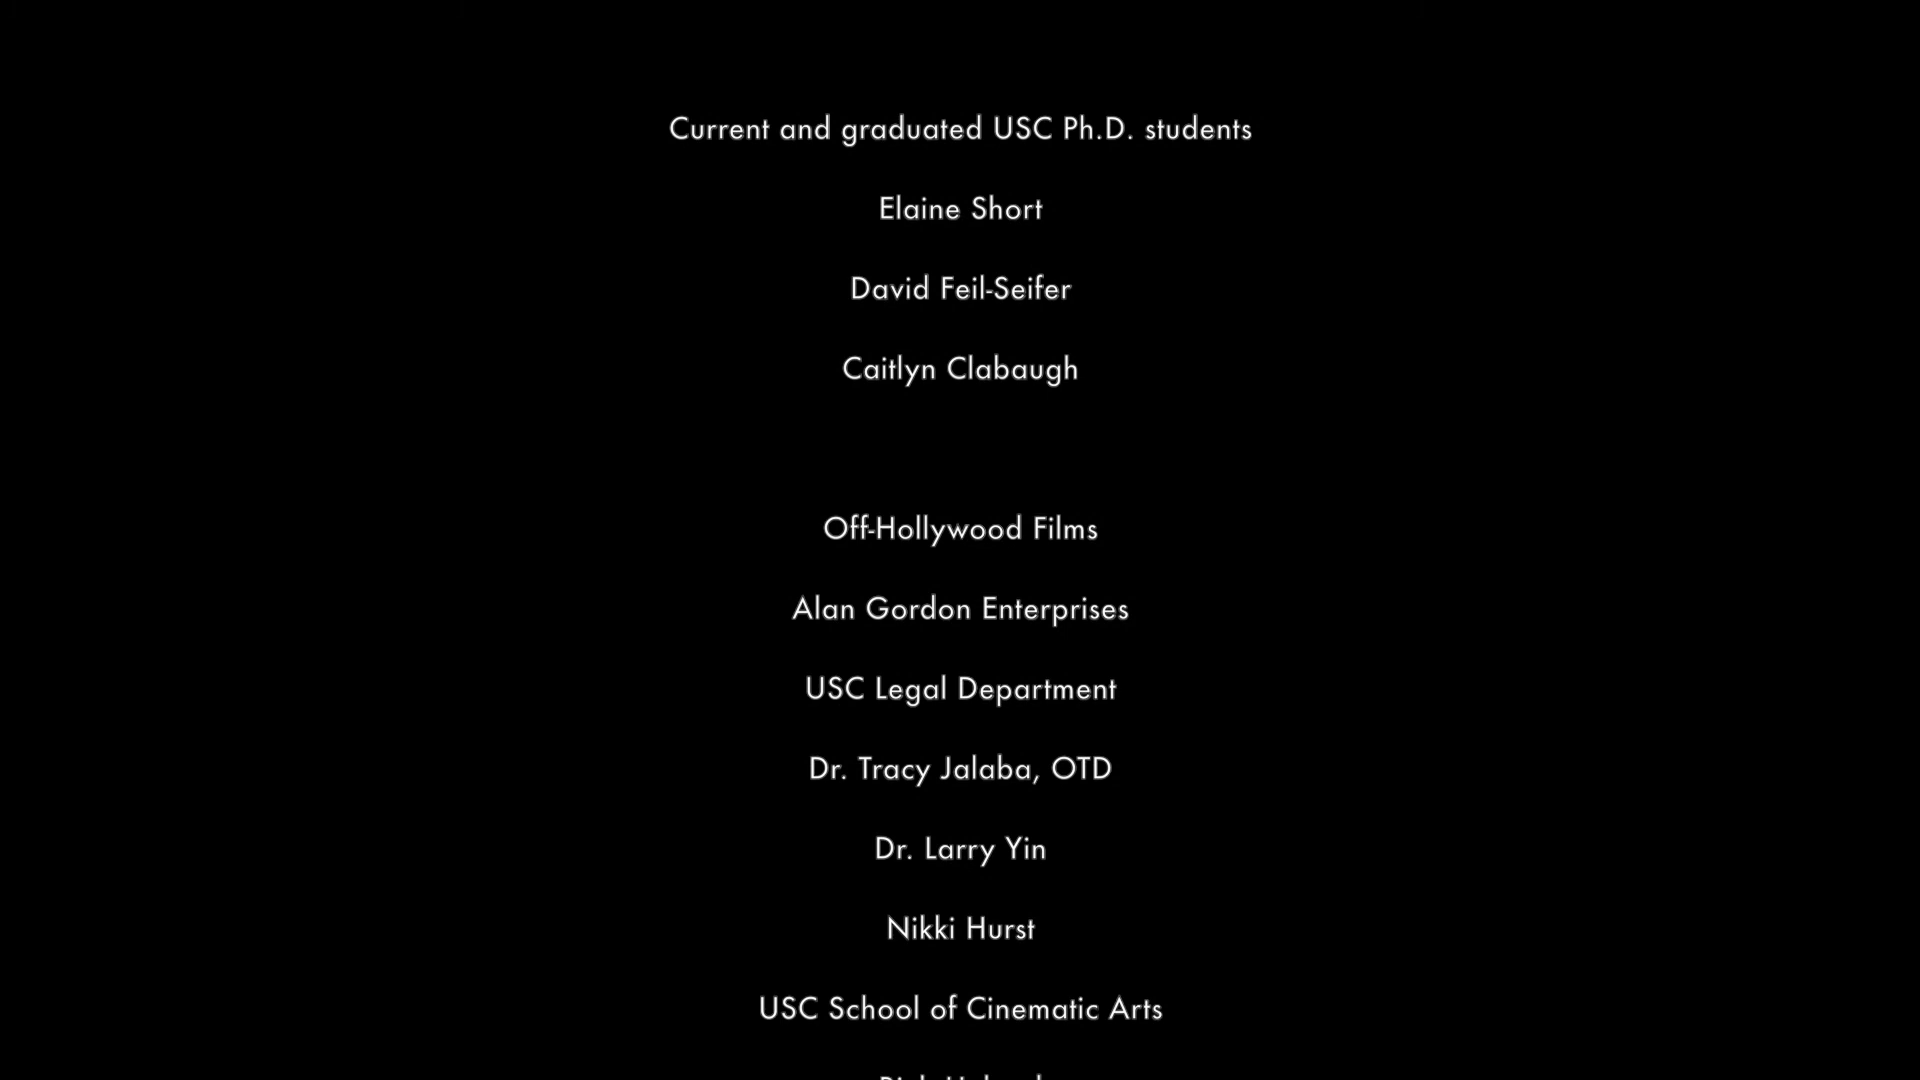 Current and graduated USC Ph.D. students
Elaine Short
David Feil-Seifer
Caitlyn Clabaugh
Off-Hollywood Films
Alan Gordon Enterprises
USC Legal Department
Dr. Tracy Jalaba, OTD
Dr. Larry Yin
Nikki Hurst
USC School of Cinematic Arts